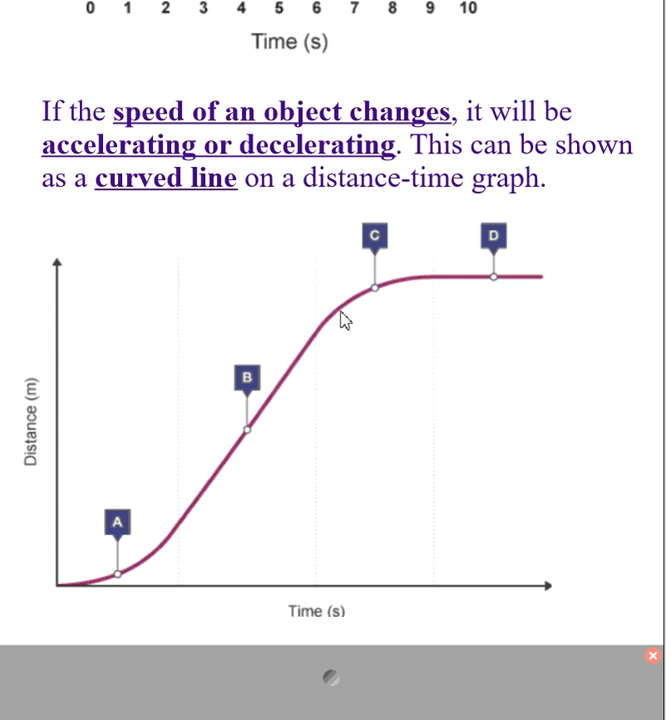 0 1 2 3 4 5 6 7 8 9 10
Time (s)
If the speed of an object changes, it will be
accelerating or decelerating. This can be shown
as a curved line on a distance-time graph.
C D
B
A
Distance (m)
Time (s)